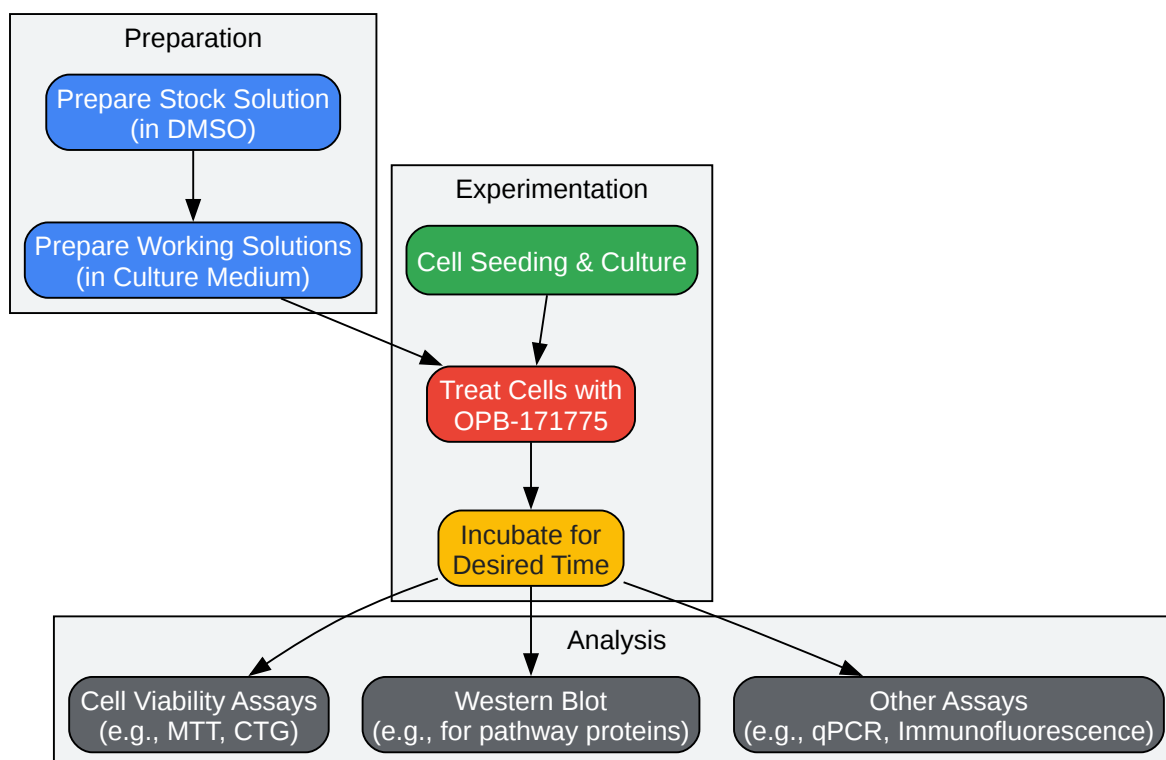 Preparation
Prepare Stock Solution
(in DMSO)
Prepare Working Solutions
(in Culture Medium)
Experimentation
Cell Seeding & Culture
Treat Cells with
OPB-171775
Incubate for
Desired Time
Analysis
Cell Viability Assays
(e.g., MTT, CTG)
Western Blot
(e.g., for pathway proteins)
Other Assays
(e.g., qPCR, Immunofluorescence)